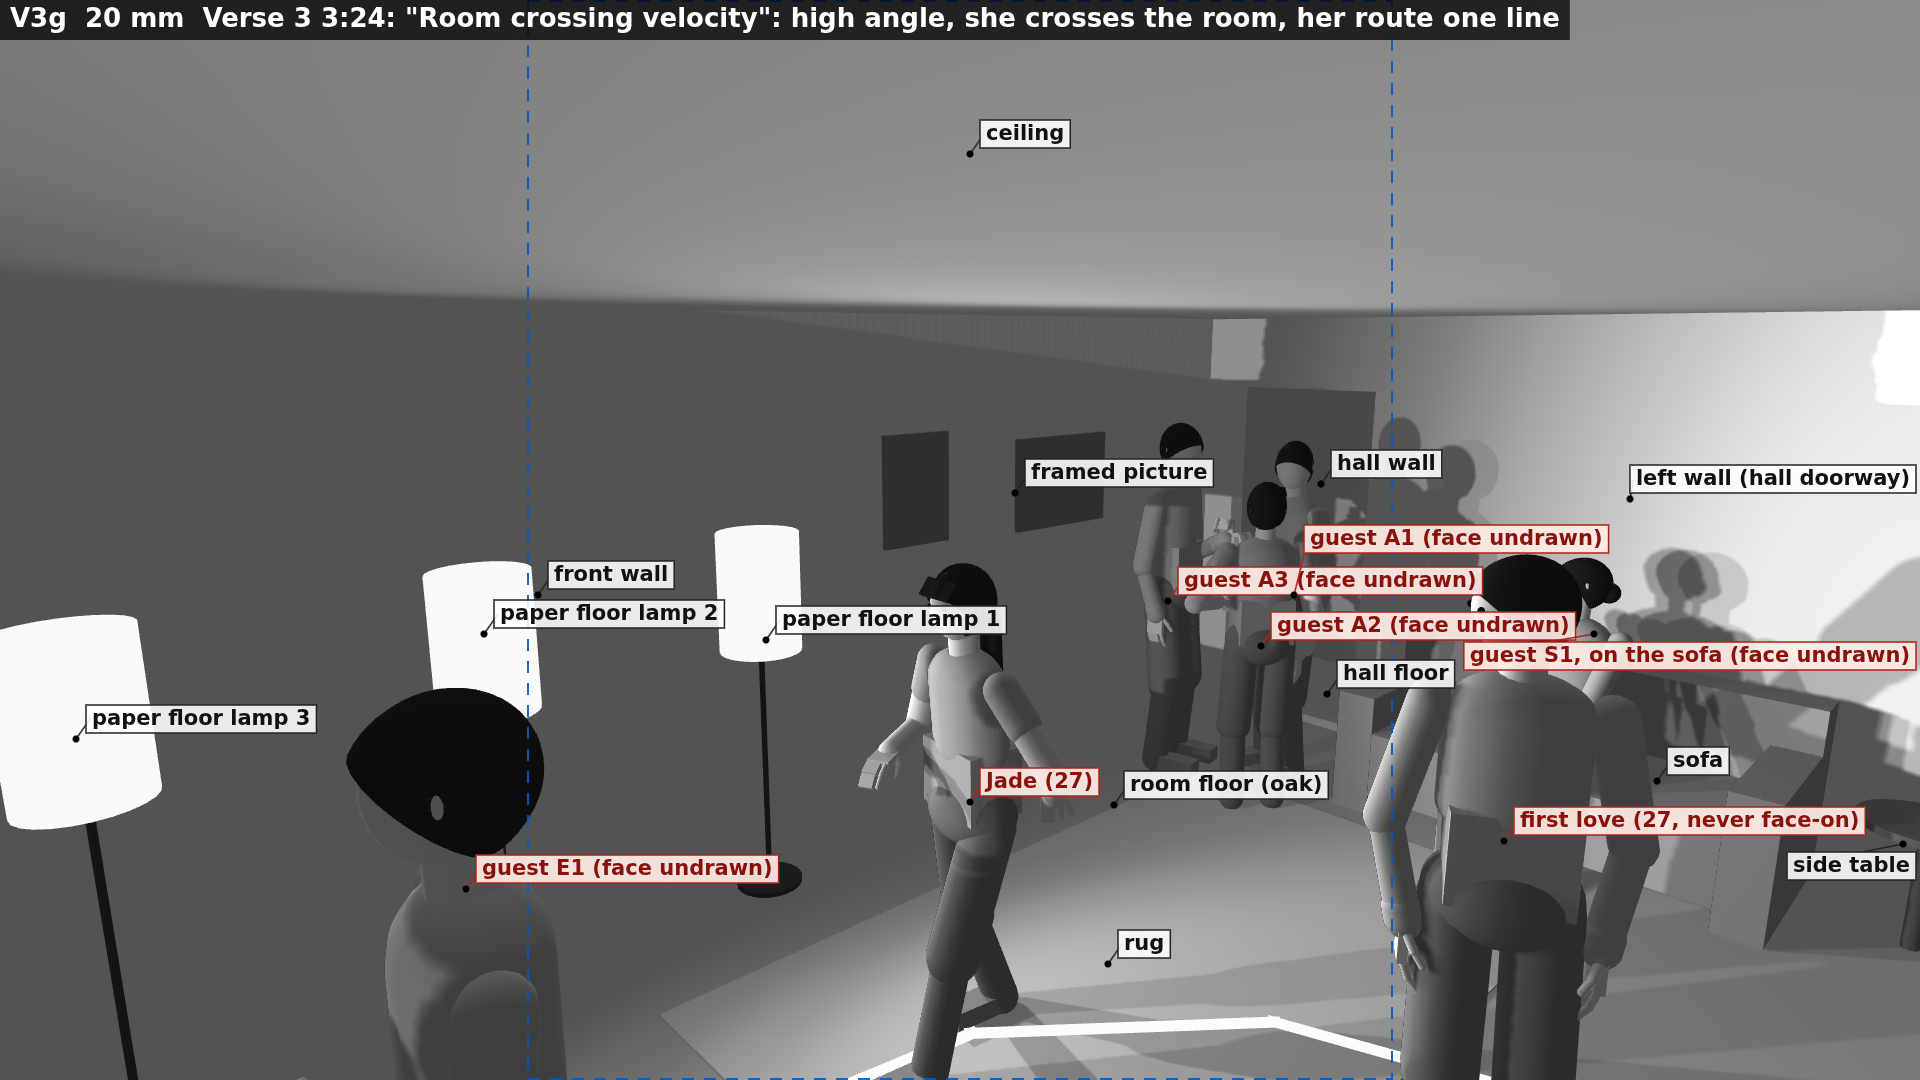 V3g  20 mm  Verse 3 3:24: "Room crossing velocity": high angle, she crosses the room, her route one line
ceiling
framed picture
hall wall
left wall (hall doorway)
guest A1 (face undrawn)
front wall
guest A3 (face undrawn)
paper floor lamp 2
paper floor lamp 1
guest A2 (face undrawn)
guest S1, on the sofa (face undrawn)
hall floor
paper floor lamp 3
sofa
Jade (27)
room floor (oak)
first love (27, never face-on)
guest E1 (face undrawn)
side table
rug